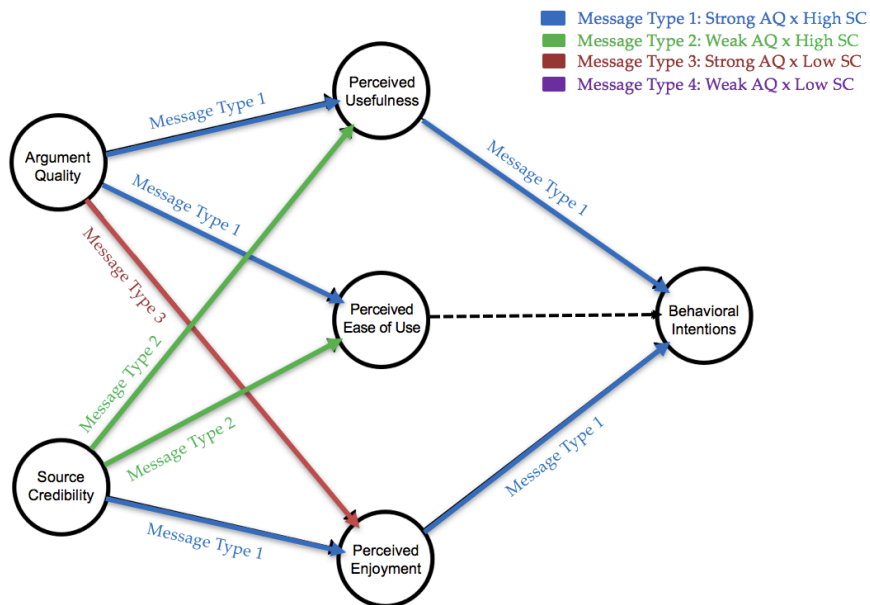 Message Type 1: Strong AQ x High SC
Message Type 2: Weak AQ x High SC
Message Type 3: Strong AQ x Low SC
Message Type 4: Weak AQ x Low SC
Perceived
Usefulness
Message Type 1
Argument
Quality
Message Type 1
Message Type 1
Message Type 3
Perceived
Ease of Use
Behavioral
Intentions
Message Type 2
Message Type 2
Source
Credibility
Message Type 1
Message Type 1
Perceived
Enjoyment